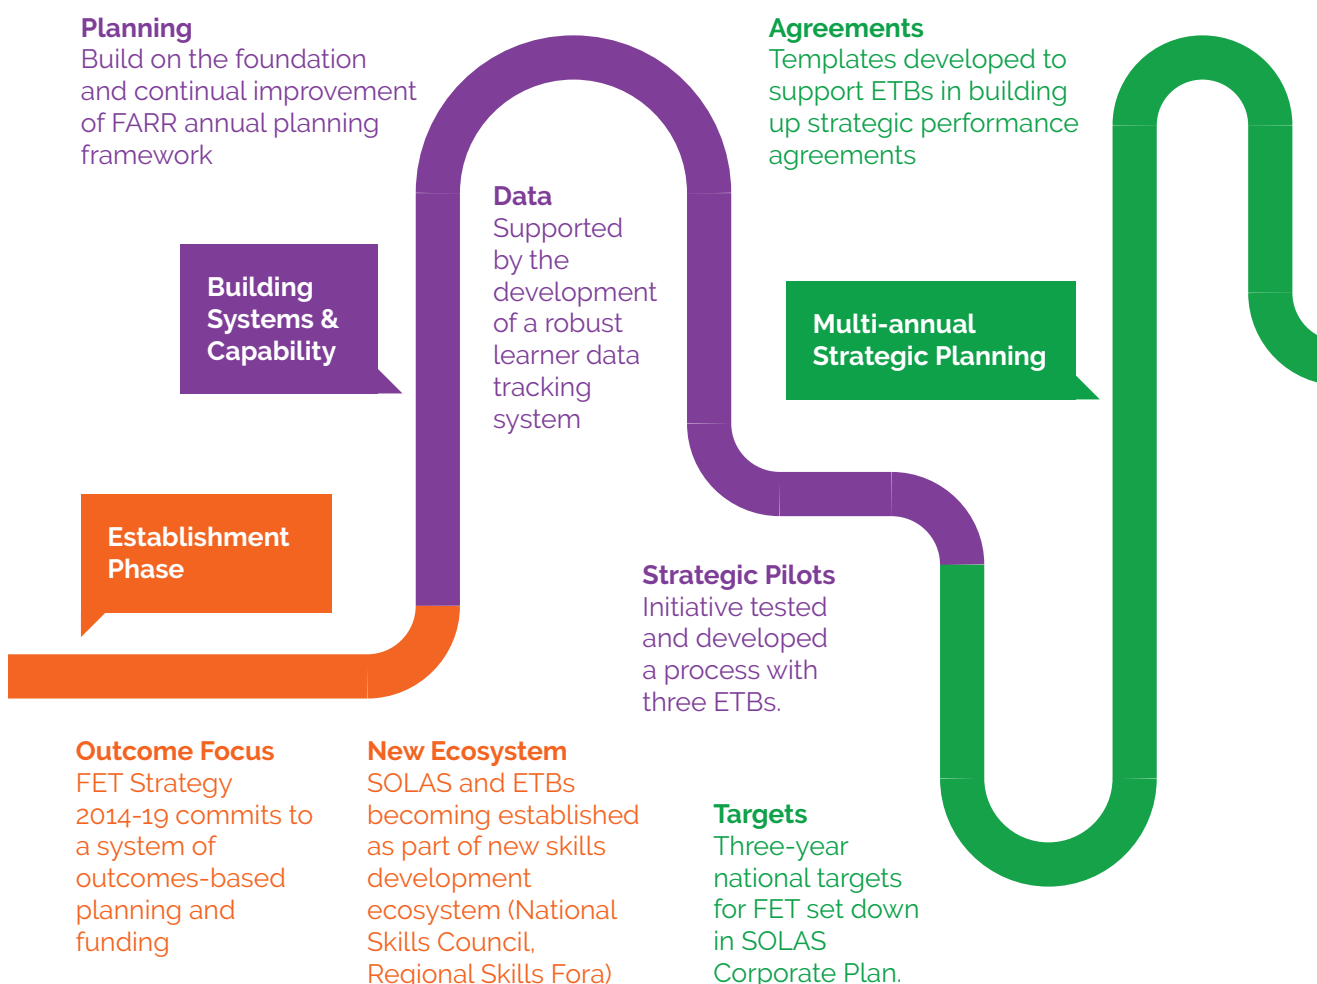 Planning
Build on the foundation
and continual improvement
of FARR annual planning
framework
Agreements
Templates developed to
support ETBs in building
up strategic performance
agreements
Data
Supported
by the
development
of a robust
learner data
tracking
system
Building
Systems &
Capability
Multi-annual
Strategic Planning
Establishment
Phase
Strategic Pilots
Initiative tested
and developed
a process with
three ETBs.
Outcome Focus
FET Strategy
2014-19 commits to
a system of
outcomes-based
planning and
funding
New Ecosystem
SOLAS and ETBs
becoming established
as part of new skills
development
ecosystem (National
Skills Council,
Regional Skills Fora)
Targets
Three-year
national targets
for FET set down
in SOLAS
Corporate Plan.